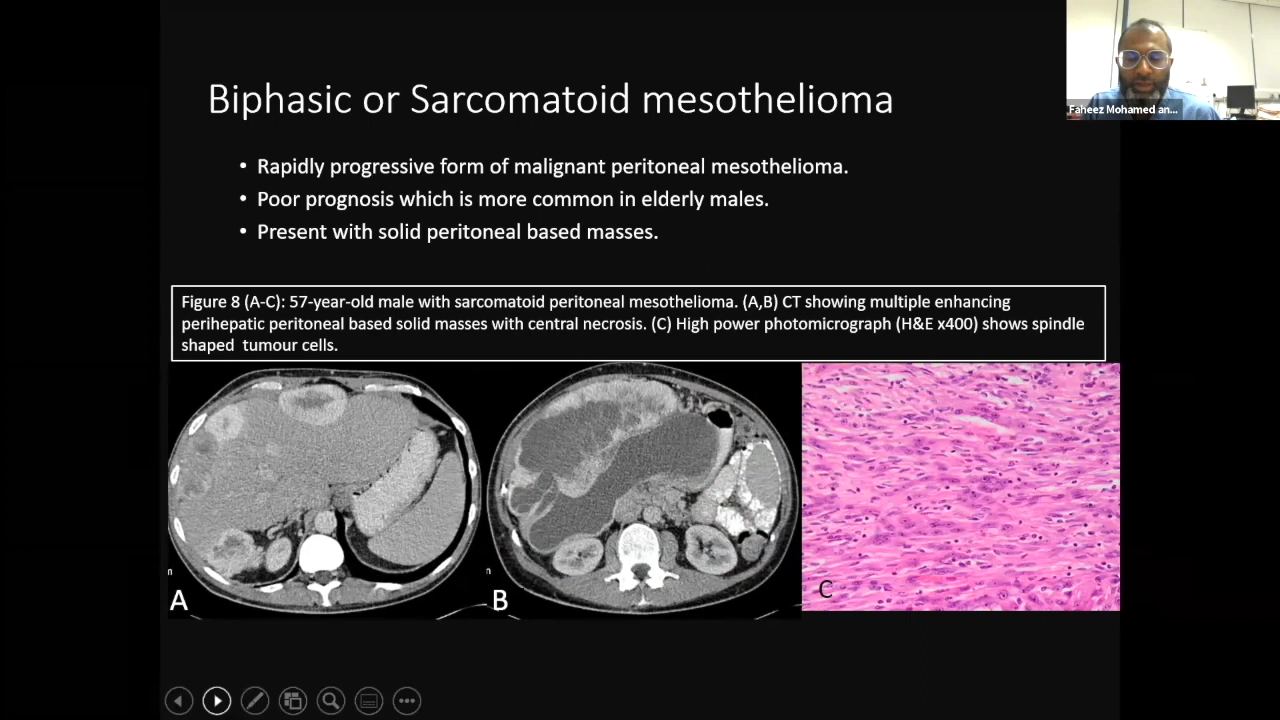 Biphasic or Sarcomatoid mesothelioma
Faheez Mohamed an...
• Rapidly progressive form of malignant peritoneal mesothelioma.
• Poor prognosis which is more common in elderly males.
• Present with solid peritoneal based masses.
Figure 8 (A-C): 57-year-old male with sarcomatoid peritoneal mesothelioma. (A,B) CT showing multiple enhancing
perihepatic peritoneal based solid masses with central necrosis. (C) High power photomicrograph (H&E x400) shows spindle
shaped tumour cells.
m
m
A
B
C